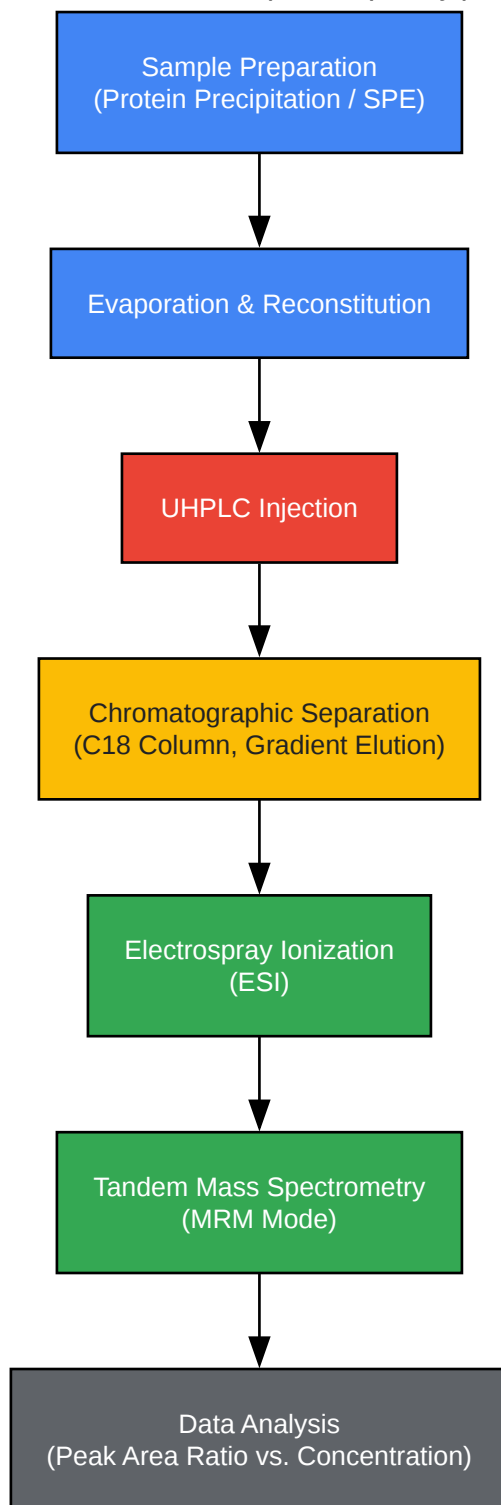 Sample Preparation
(Protein Precipitation / SPE)
Evaporation & Reconstitution
UHPLC Injection
Chromatographic Separation
(C18 Column, Gradient Elution)
Electrospray Ionization
(ESI)
Tandem Mass Spectrometry
(MRM Mode)
Data Analysis
(Peak Area Ratio vs. Concentration)